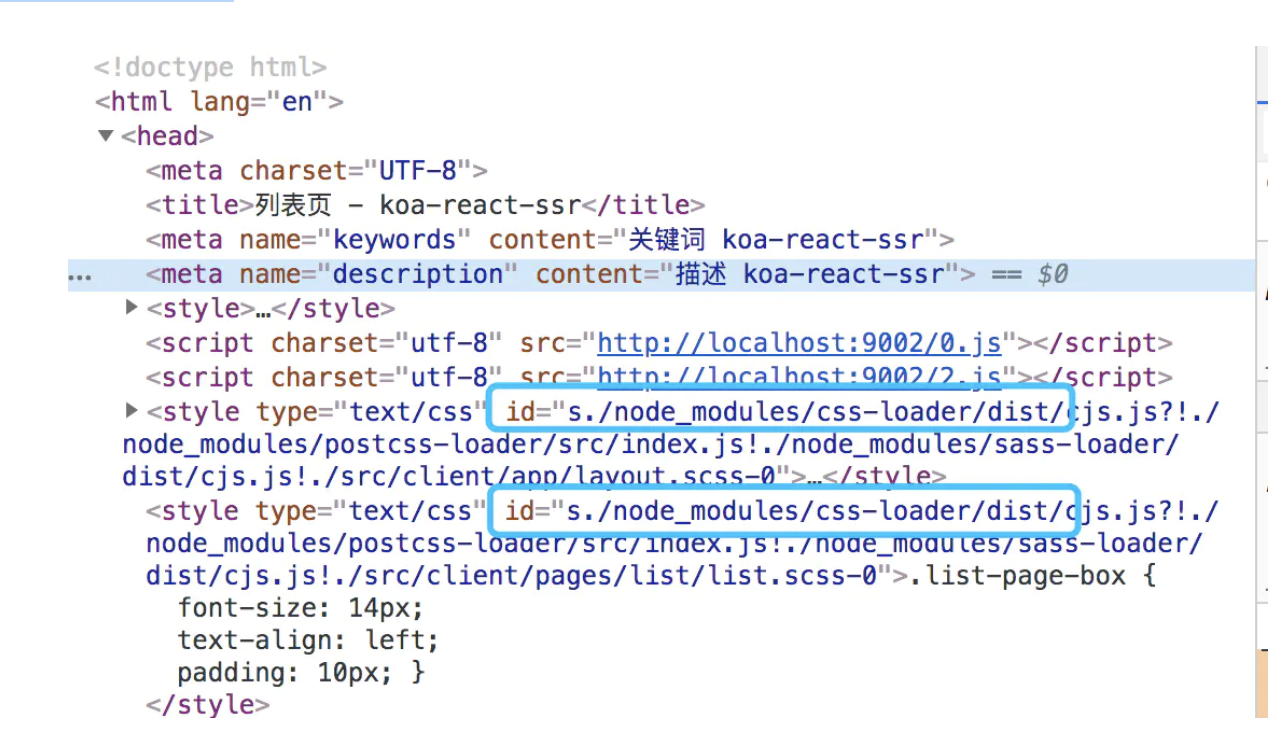 <!doctype html>
<html lang="en">
▼<head>
<meta charset="UTF-8">
<title>列表页 – koa-react-ssr</title>
<meta name="keywords" content="关键词 koa-react-ssr">
… <meta name="description" content="描述 koa-react-ssr"> == $0
▶<style>…</style>
<script charset="utf-8" src="http://localhost:9002/0.js"></script>
<script charset="utf-8" src="http://localhost:9002/2.js"></script>
▶<style type="text/css" id="s./node_modules/css-loader/dist/cjs.js?!./
node_modules/postcss-loader/src/index.js!./node_modules/sass-loader/
dist/cjs.js!./src/client/app/layout.scss-0">…</style>
<style type="text/css" id="s./node_modules/css-loader/dist/cjs.js?!./
node_modules/postcss-loader/src/index.js!./node_modules/sass-loader/
dist/cjs.js!./src/client/pages/list/list.scss-0">.list-page-box {
font-size: 14px;
text-align: left;
padding: 10px; }
</style>